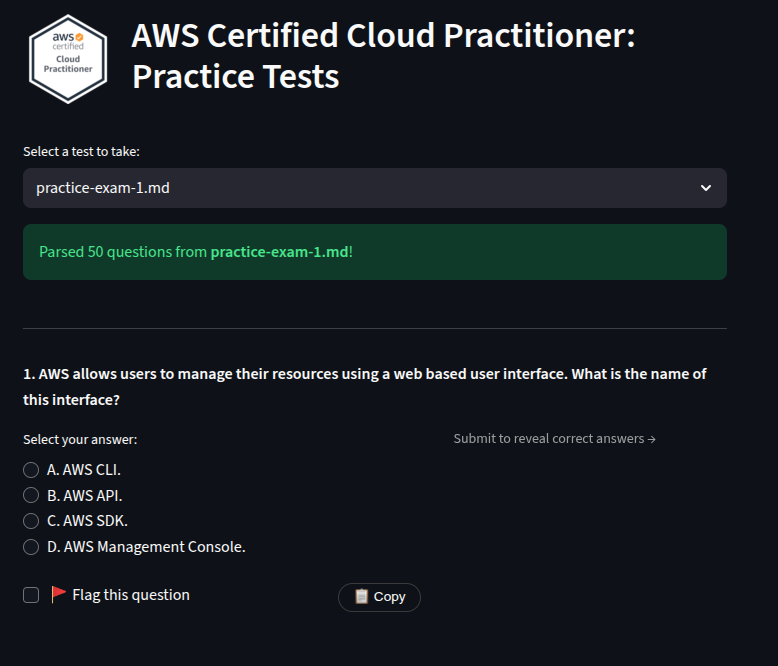 aws
certified
Cloud
Practitioner
AWS Certified Cloud Practitioner:
Practice Tests
Select a test to take:
practice-exam-1.md
Parsed 50 questions from practice-exam-1.md!
1. AWS allows users to manage their resources using a web based user interface. What is the name of
this interface?
Select your answer:
Submit to reveal correct answers →
A. AWS CLI.
B. AWS API.
C. AWS SDK.
D. AWS Management Console.
Flag this question
Copy